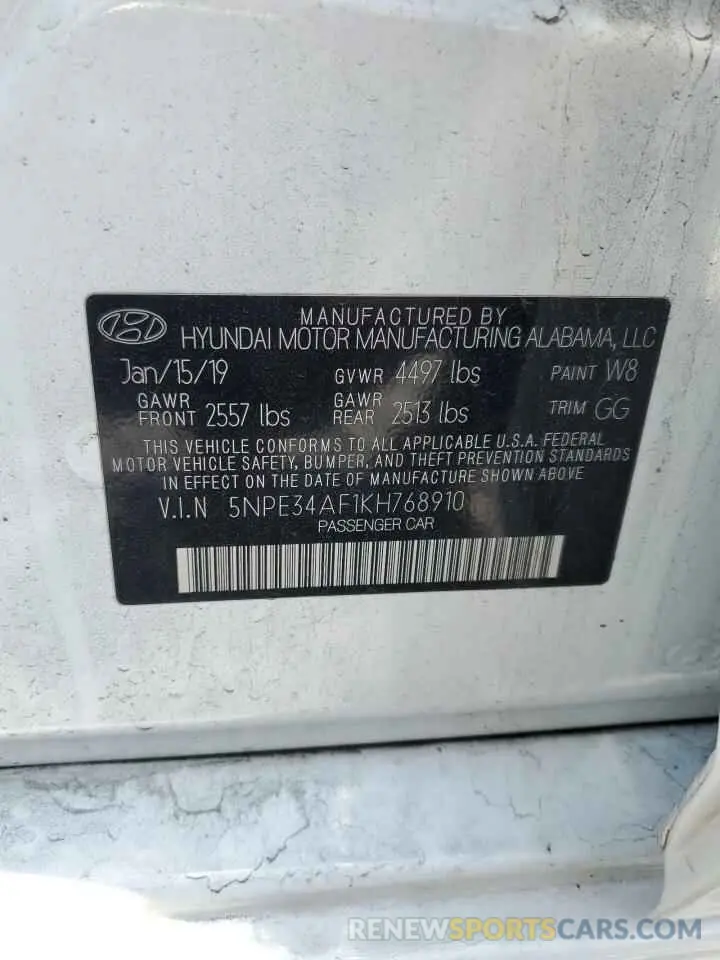 MANUFACTURED BY
HYUNDAI MOTOR MANUFACTURING ALABAMA, LLC
Jan/15/19 GVWR 4497 lbs PAINT W8
GAWR FRONT 2557 lbs GAWR REAR 2513 lbs TRIM GG
THIS VEHICLE CONFORMS TO ALL APPLICABLE U.S.A. FEDERAL
MOTOR VEHICLE SAFETY, BUMPER, AND THEFT PREVENTION STANDARDS
IN EFFECT ON THE DATE OF MANUFACTURE SHOWN ABOVE
V.I.N 5NPE34AF1KH768910
PASSENGER CAR
RENEWSPORTSCARS.COM